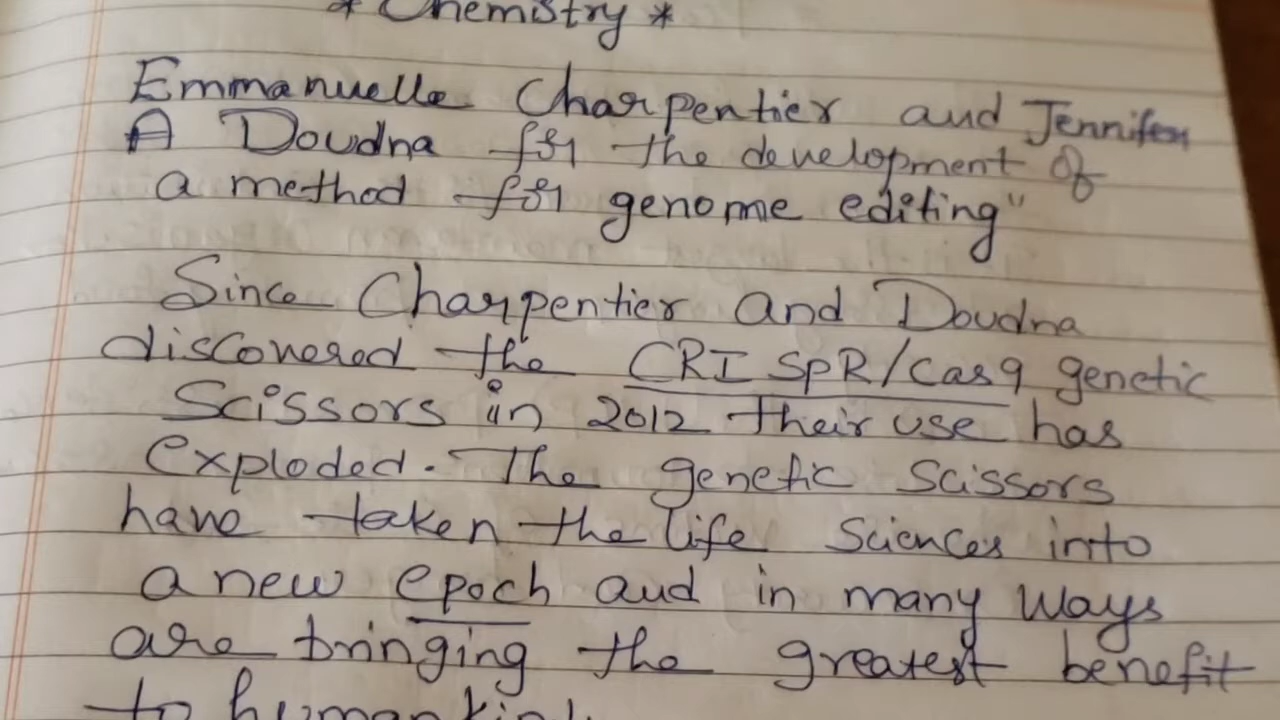 * Chemistry *
Emmanuelle Charpentier and Jennifer
A Doudna for the development of
a method for genome editing"
Since Charpentier and Doudna
discovered the CRISPR/Cas9 genetic
Scissors in 2012 their use has
exploded. The genetic scissors
have taken the life Sciences into
a new epoch and in many ways
are bringing the greatest benefit
to humankind.